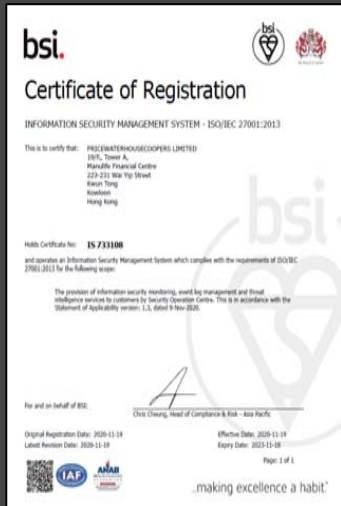 bsi.
bsi
Certificate of Registration
INFORMATION SECURITY MANAGEMENT SYSTEM - ISO/IEC 27001:2013
This is to certify that: PRICEWATERHOUSECOOPERS LIMITED
19/F., Tower A,
Manulife Financial Centre
223-231 Wai Yip Street
Kwun Tong
Kowloon
Hong Kong
Holds Certificate No: IS 733108
and operates an Information Security Management System which complies with the requirements of ISO/IEC
27001:2013 for the following scope:
The provision of information security monitoring, event log management and threat
intelligence services to customers by Security Operation Centre. This is in accordance with the
Statement of Applicability version: 1.3, dated 9-Nov-2020.
bsi
For and on behalf of BSI:
Chris Cheung, Head of Compliance & Risk - Asia Pacific
Original Registration Date: 2020-11-19
Effective Date: 2020-11-19
Latest Revision Date: 2020-11-19
Expiry Date: 2023-11-18
Page: 1 of 1
IAF
ANAB
...making excellence a habit.™